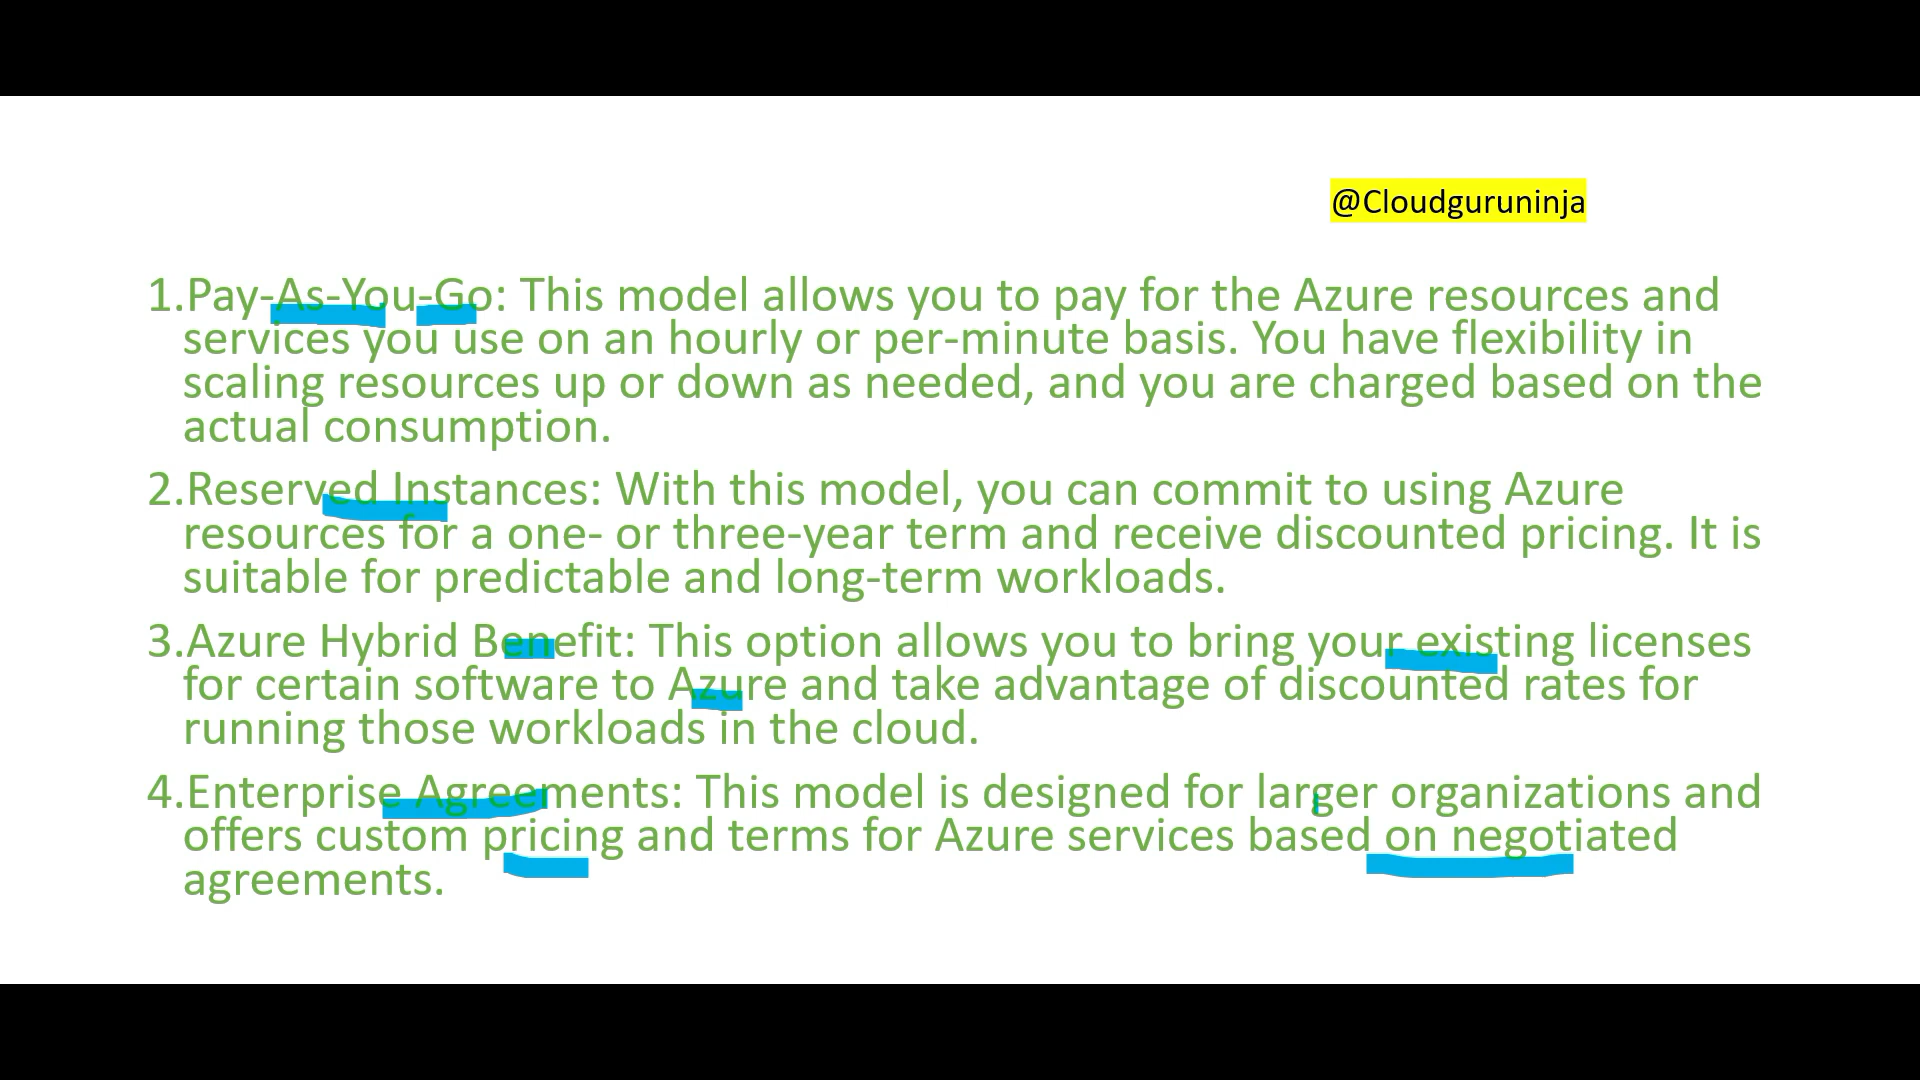 @Cloudguruninja
1.Pay-As-You-Go: This model allows you to pay for the Azure resources and
services you use on an hourly or per-minute basis. You have flexibility in
scaling resources up or down as needed, and you are charged based on the
actual consumption.
2.Reserved Instances: With this model, you can commit to using Azure
resources for a one- or three-year term and receive discounted pricing. It is
suitable for predictable and long-term workloads.
3.Azure Hybrid Benefit: This option allows you to bring your existing licenses
for certain software to Azure and take advantage of discounted rates for
running those workloads in the cloud.
4.Enterprise Agreements: This model is designed for larger organizations and
offers custom pricing and terms for Azure services based on negotiated
agreements.